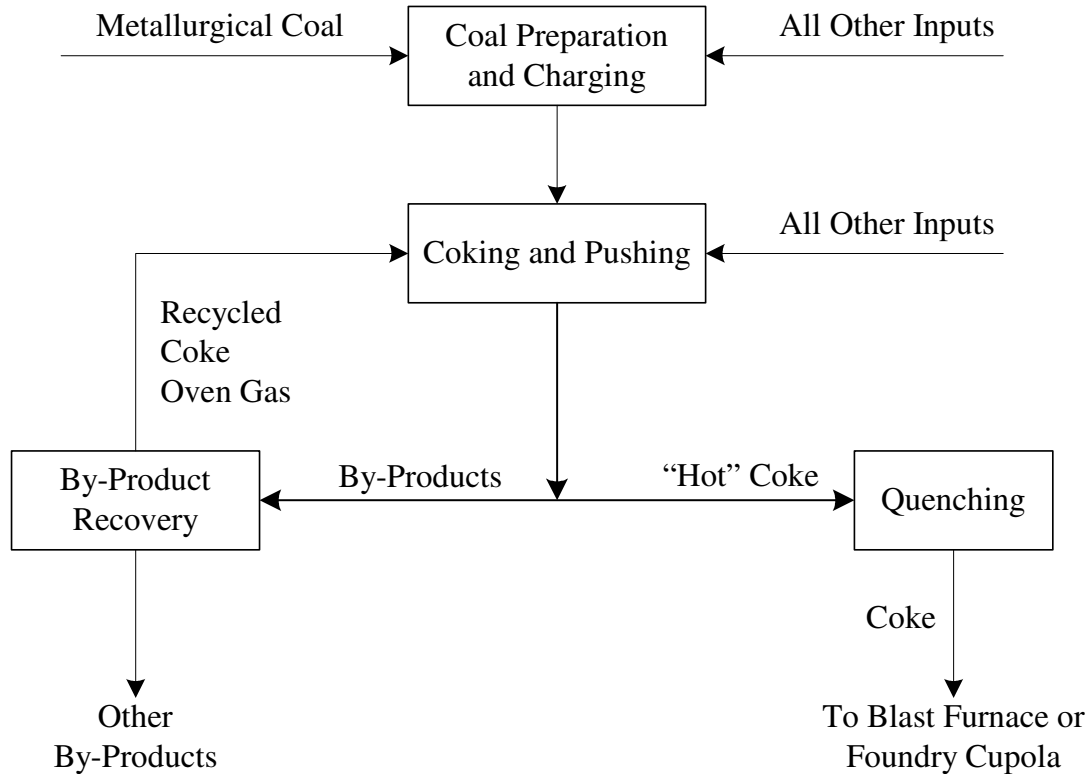 Metallurgical Coal
Coal Preparation
and Charging
All Other Inputs
Coking and Pushing
All Other Inputs
Recycled
Coke
Oven Gas
By-Product
Recovery
By-Products
“Hot” Coke
Quenching
Coke
Other
By-Products
To Blast Furnace or
Foundry Cupola